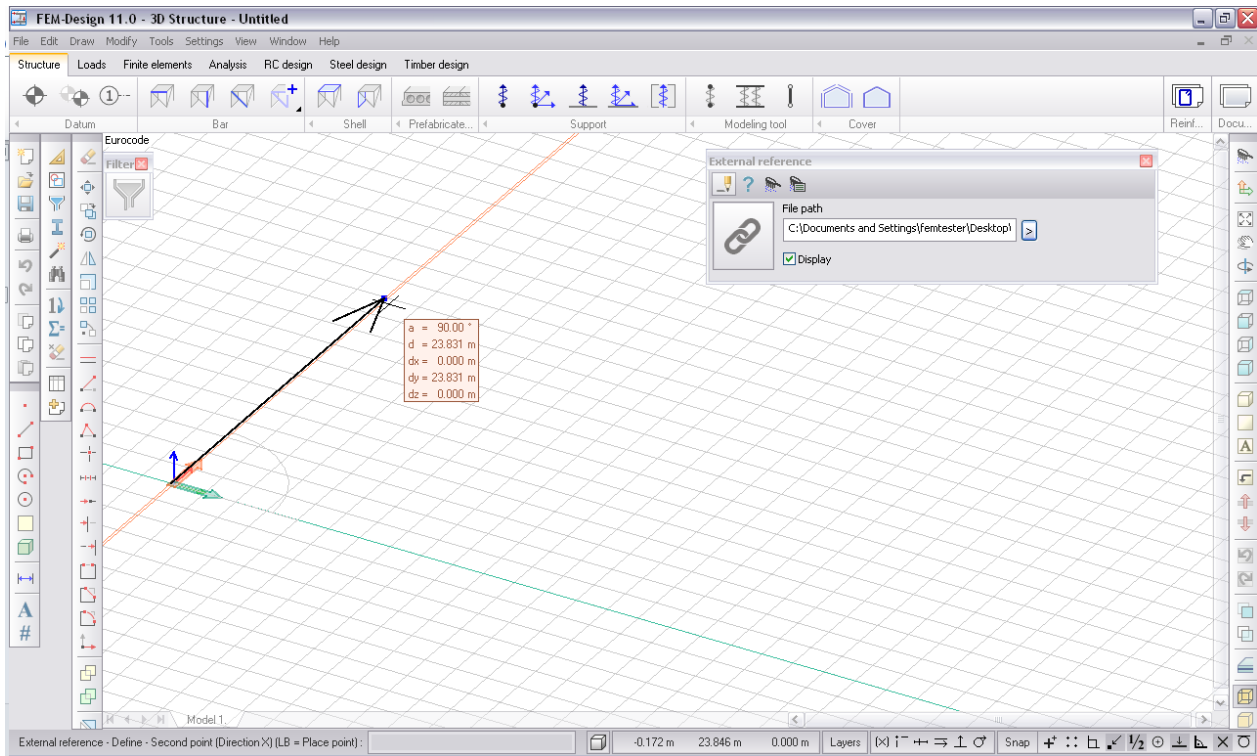 FEM-Design 11.0 - 3D Structure - Untitled
File Edit Draw Modify Tools Settings View Window Help
Structure Loads Finite elements Analysis RC design Steel design Timber design
Datum Bar Shell Prefabricate... Support Modeling tool Cover Reinf... Docu...
Eurocode
Filter
External reference
File path
C:\Documents and Settings\femtester\Desktop\
>
Display
a = 90.00 °
d = 23.831 m
dx = 0.000 m
dy = 23.831 m
dz = 0.000 m
A
#
A
Model 1.
External reference - Define - Second point (Direction X) (LB = Place point) : -0.172 m 23.846 m 0.000 m Layers Snap 1/2